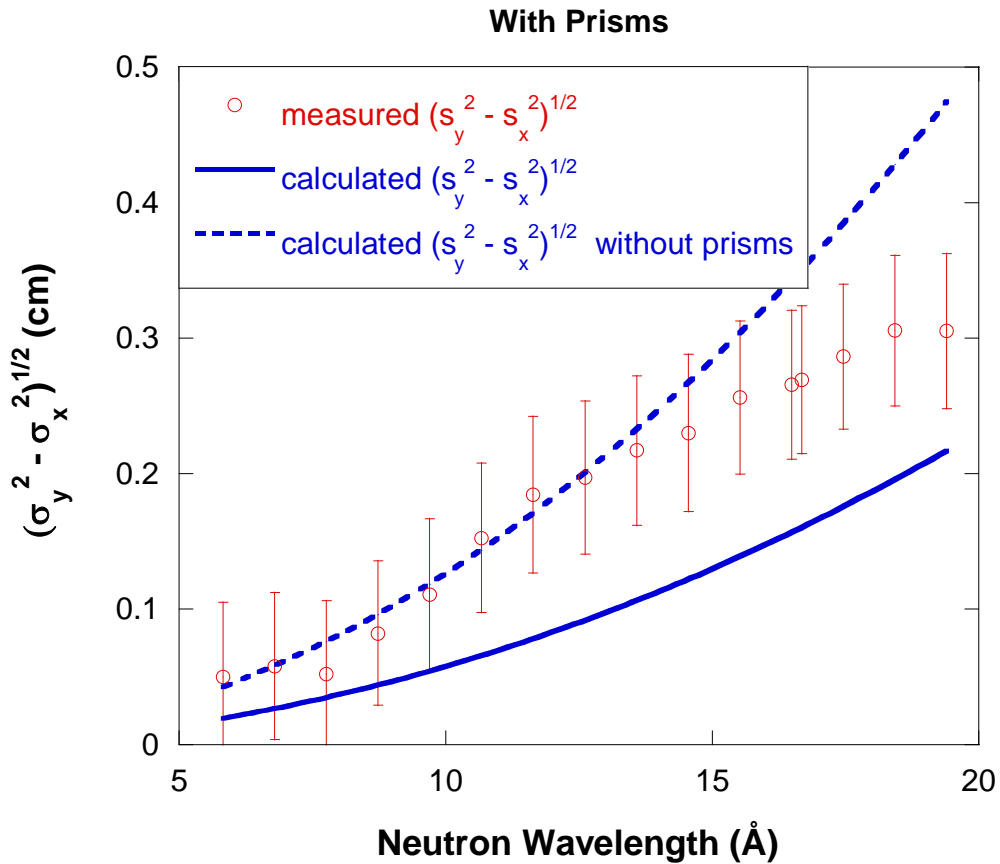 With Prisms
0.5
0.4
0.3
0.2
0.1
0
measured (s_y^2 - s_x^2)^1/2
calculated (s_y^2 - s_x^2)^1/2
calculated (s_y^2 - s_x^2)^1/2 without prisms
(σ_y^2 - σ_x^2)^1/2 (cm)
5 10 15 20
Neutron Wavelength (Å)